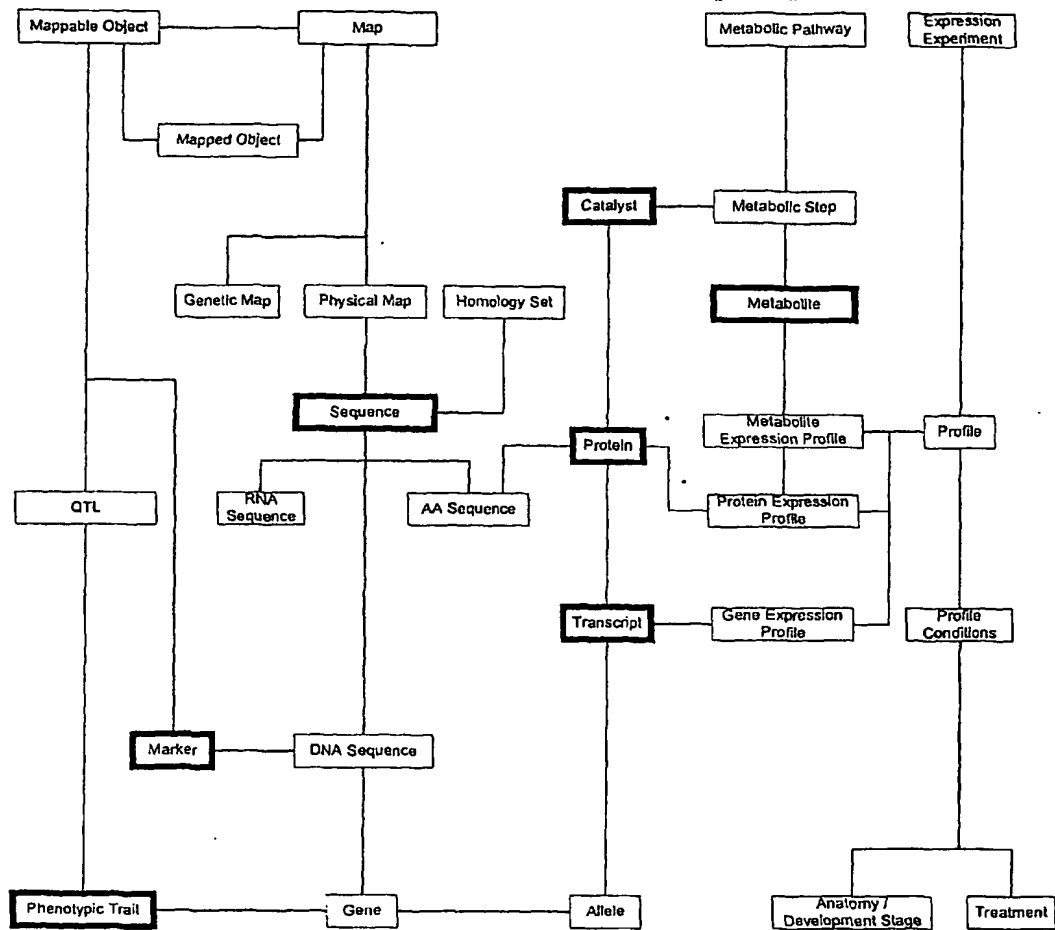 Mappable Object
Map
Metabolic Pathway
Expression
Experiment
Mapped Object
Catalyst
Metabolic Step
Genetic Map
Physical Map
Homology Set
Metabolite
Sequence
Metabolite
Expression Profile
Profile
Protein
QTL
RNA
Sequence
AA Sequence
Protein Expression
Profile
Transcript
Gene Expression
Profile
Profile
Conditions
Marker
DNA Sequence
Phenotypic Trail
Gene
Allele
Anatomy /
Development Stage
Treatment